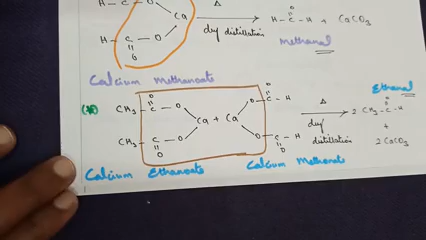 H - C - O
Ca
H - C - O
O
Δ
dry distillation
O
H - C - H + CaCO3
Methanal
Calcium Methanoate
Ethanal
O
CH3 - C - O
Ca + Ca
O - C - H
O
CH3 - C - O
O
O - C - H
O
Δ
dry
distillation
O
2 CH3 - C - H
+
2 CaCO3
Calcium Ethanoate
Calcium Methanoate